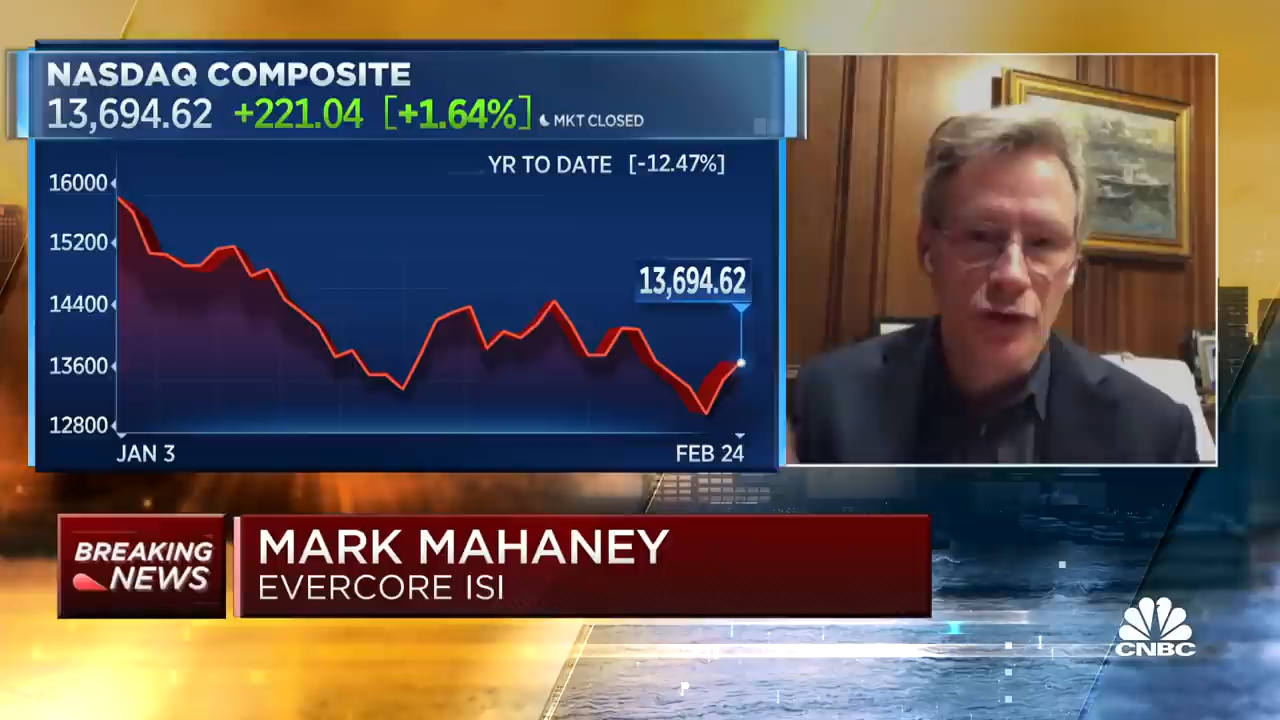 NASDAQ COMPOSITE
13,694.62 +221.04 [+1.64%] MKT CLOSED
YR TO DATE [-12.47%]
16000
15200
14400
13600
12800
13,694.62
JAN 3 FEB 24
BREAKING
NEWS
MARK MAHANEY
EVERCORE ISI
CNBC